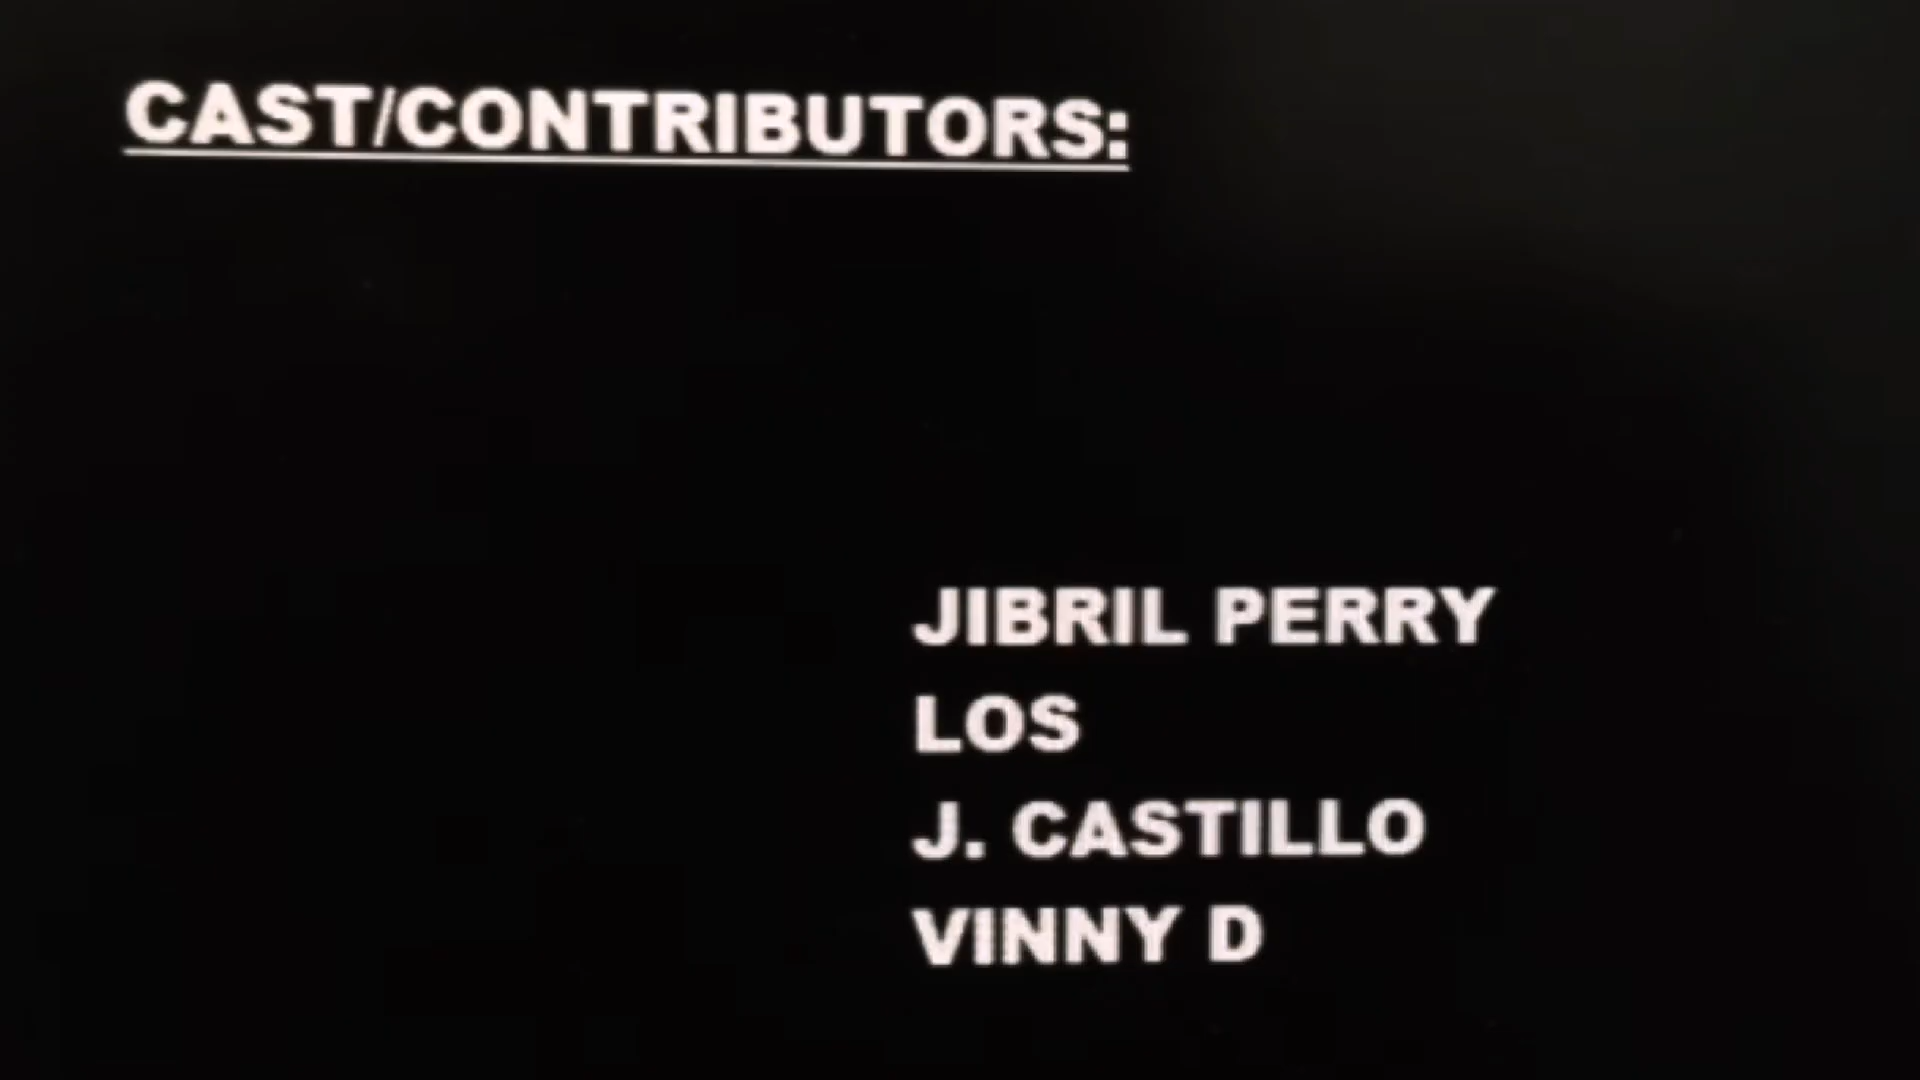 CAST/CONTRIBUTORS:
JIBRIL PERRY
LOS
J. CASTILLO
VINNY D